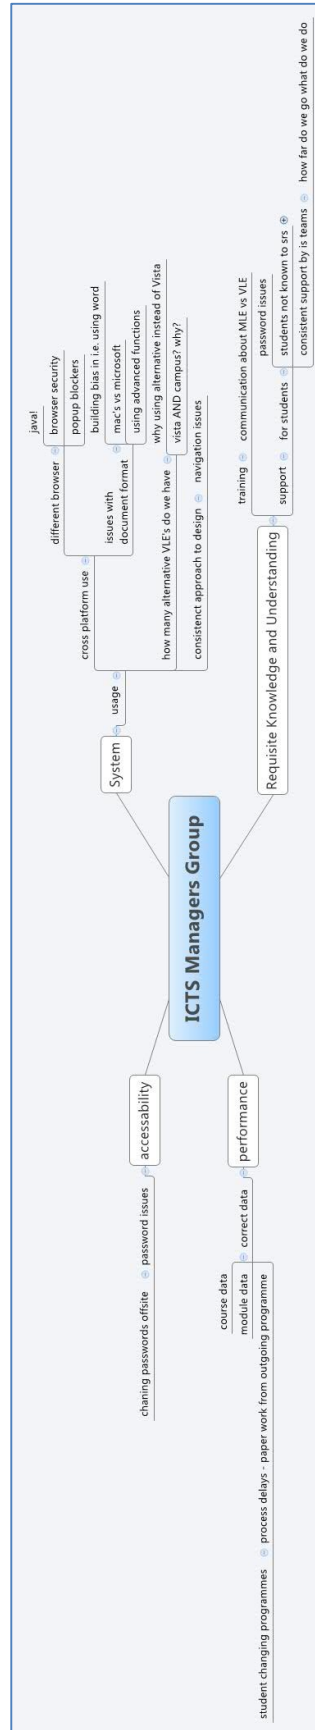 ICTS Managers Group
System
usage
cross platform use
different browser
java!
browser security
popup blockers
issues with
document format
building bias in i.e. using word
mac's vs microsoft
using advanced functions
how many alternative VLE's do we have
why using alternative instead of Vista
vista AND campus? why?
consistenct approach to design
navigation issues
Requisite Knowledge and Understanding
training
communication about MLE vs VLE
support
for students
password issues
students not known to srs
consistent support by is teams
how far do we go what do we do
accessability
password issues
chaning passwords offsite
performance
correct data
course data
module data
process delays - paper work from outgoing programme
student changing programmes